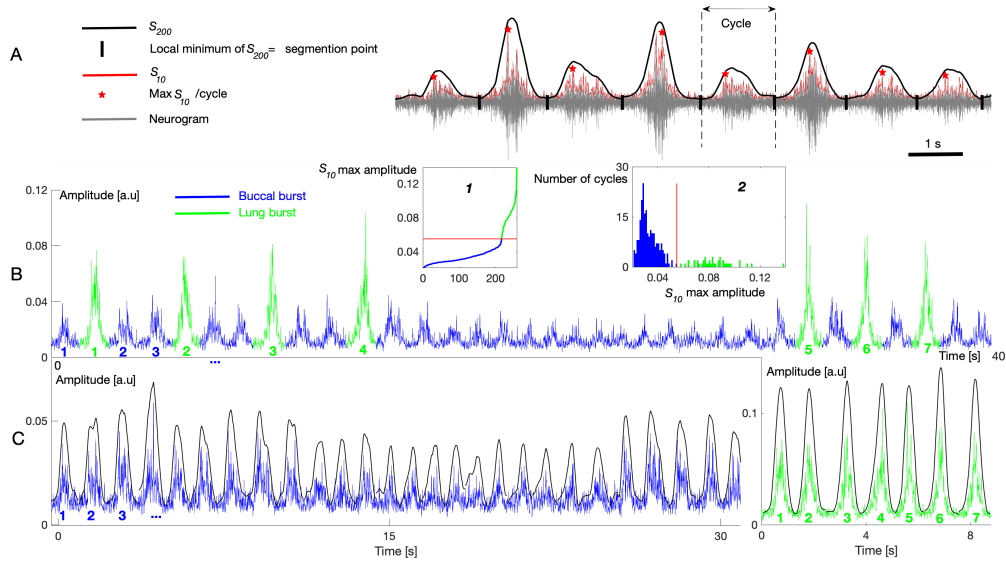 A
S200
Local minimum of S200= segmention point
S10
Max S10 /cycle
Neurogram
Cycle
1 s
B
0.12
0.08
0.04
0
Amplitude [a.u]
Buccal burst
Lung burst
S10 max amplitude
1
0.12
0.08
0.04
0 100 200
Number of cycles
2
30
15
0
0.04 0.08 0.12
S10 max amplitude
1 1 2 3 2 ... 3 4 5 6 7
0 Time [s] 40
C
Amplitude [a.u]
0.05
0
1 2 3 ...
0 15 30
Time [s]
Amplitude [a.u]
0.1
0
1 2 3 4 5 6 7
0 4 8
Time [s]